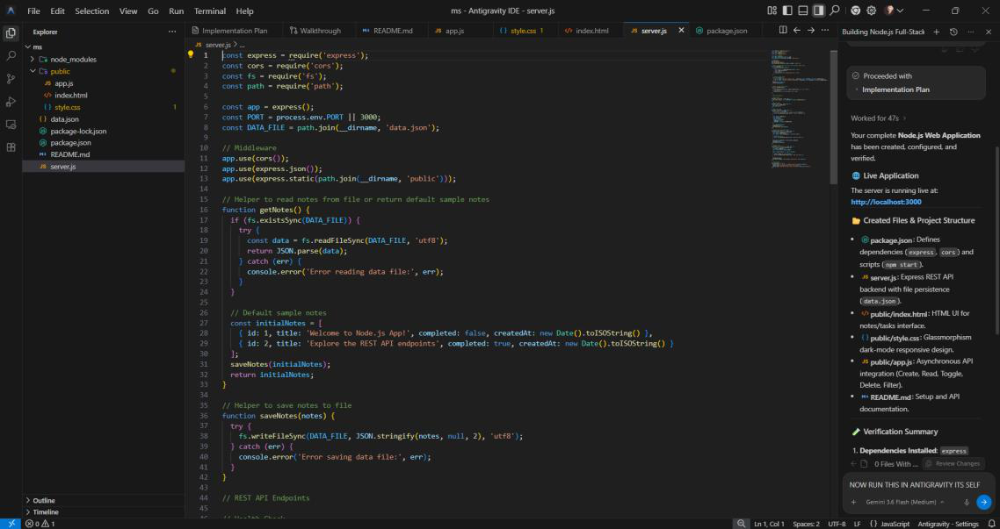 File Edit Selection View Go Run Terminal Help
ms - Antigravity IDE - server.js
Explorer
ms
node_modules
public
app.js
index.html
style.css 1
data.json
package-lock.json
package.json
README.md
server.js
Outline
Timeline
Implementation Plan
Walkthrough
README.md
app.js
style.css 1
index.html
server.js
package.json
server.js > ...
1 const express = require('express');
2 const cors = require('cors');
3 const fs = require('fs');
4 const path = require('path');
5
6 const app = express();
7 const PORT = process.env.PORT || 3000;
8 const DATA_FILE = path.join(__dirname, 'data.json');
9
10 // Middleware
11 app.use(cors());
12 app.use(express.json());
13 app.use(express.static(path.join(__dirname, 'public')));
14
15 // Helper to read notes from file or return default sample notes
16 function getNotes() {
17 if (fs.existsSync(DATA_FILE)) {
18 try {
19 const data = fs.readFileSync(DATA_FILE, 'utf8');
20 return JSON.parse(data);
21 } catch (err) {
22 console.error('Error reading data file:', err);
23 }
24 }
25
26 // Default sample notes
27 const initialNotes = [
28 { id: 1, title: 'Welcome to Node.js App!', completed: false, createdAt: new Date().toISOString() },
29 { id: 2, title: 'Explore the REST API endpoints', completed: true, createdAt: new Date().toISOString() }
30 ];
31 saveNotes(initialNotes);
32 return initialNotes;
33 }
34
35 // Helper to save notes to file
36 function saveNotes(notes) {
37 try {
38 fs.writeFileSync(DATA_FILE, JSON.stringify(notes, null, 2), 'utf8');
39 } catch (err) {
40 console.error('Error saving data file:', err);
41 }
42 }
43
44 // REST API Endpoints
45
46 // Health Check
Building Node.js Full-Stack
Proceeded with
Implementation Plan
Worked for 47s >
Your complete Node.js Web Application
has been created, configured, and
verified.
Live Application
The server is running live at:
http://localhost:3000
Created Files & Project Structure
package.json: Defines
dependencies (express, cors) and
scripts (npm start).
server.js: Express REST API
backend with file persistence
(data.json).
public/index.html: HTML UI for
notes/tasks interface.
public/style.css: Glassmorphism
dark-mode responsive design.
public/app.js: Asynchronous API
integration (Create, Read, Toggle,
Delete, Filter).
README.md: Setup and API
documentation.
Verification Summary
1. Dependencies Installed: express
0 Files With ... Review Changes
NOW RUN THIS IN ANTIGRAVITY ITS SELF
Gemini 3.6 Flash (Medium)
0 1
Ln 1, Col 1 Spaces: 2 UTF-8 LF {} JavaScript Antigravity - Settings